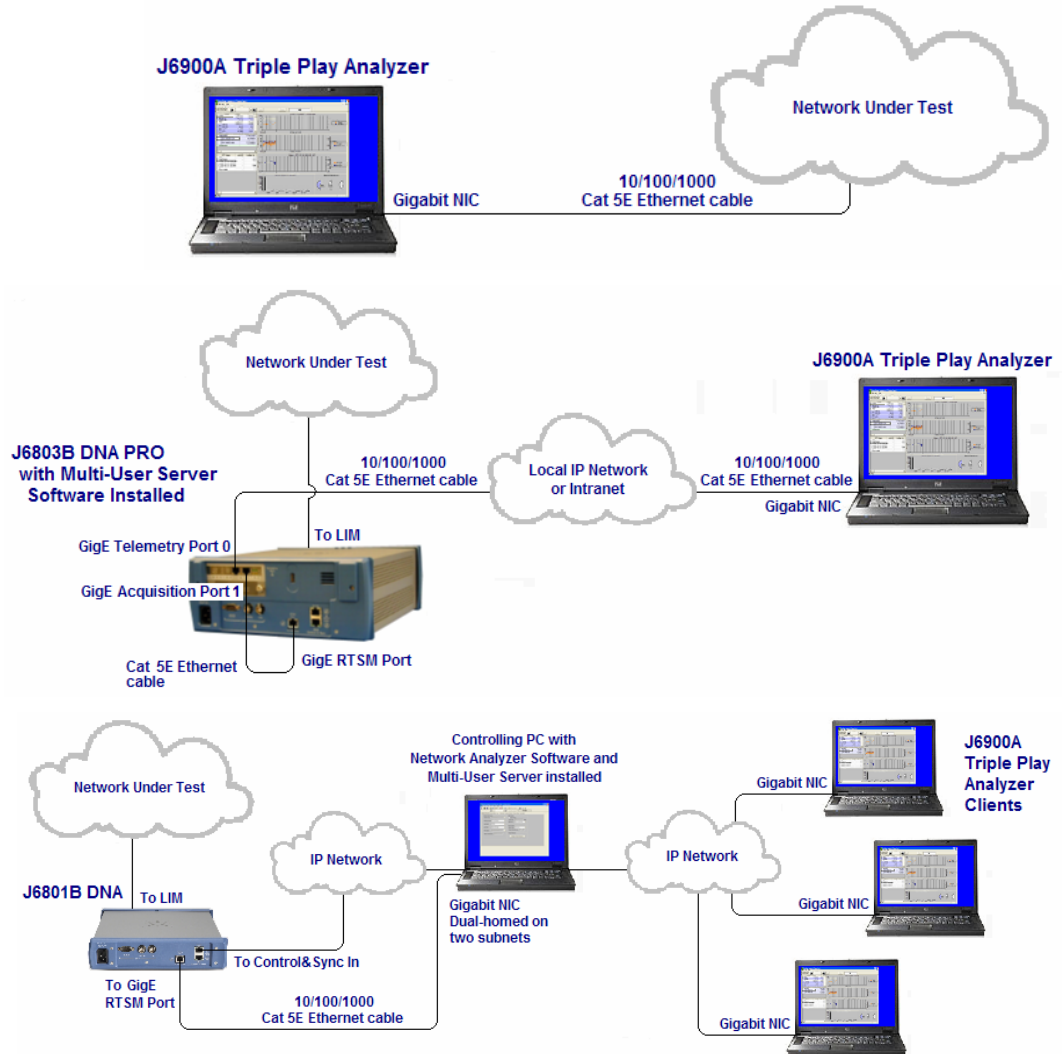 J6900A Triple Play Analyzer
Network Under Test
10/100/1000
Gigabit NIC
Cat 5E Ethernet cable
Network Under Test
J6900A Triple Play Analyzer
J6803B DNA PRO
with Multi-User Server
Software Installed
10/100/1000
Cat 5E Ethernet cable
Local IP Network
or Intranet
10/100/1000
Cat 5E Ethernet cable
Gigabit NIC
GigE Telemetry Port 0
To LIM
GigE Acquisition Port 1
Cat 5E Ethernet
cable
GigE RTSM Port
Network Under Test
Controlling PC with
Network Analyzer Software and
Multi-User Server installed
J6900A
Triple Play
Analyzer
Clients
Gigabit NIC
IP Network
IP Network
J6801B DNA
To LIM
Gigabit NIC
Dual-homed on
two subnets
Gigabit NIC
To Control&Sync In
To GigE
RTSM Port
10/100/1000
Cat 5E Ethernet cable
Gigabit NIC